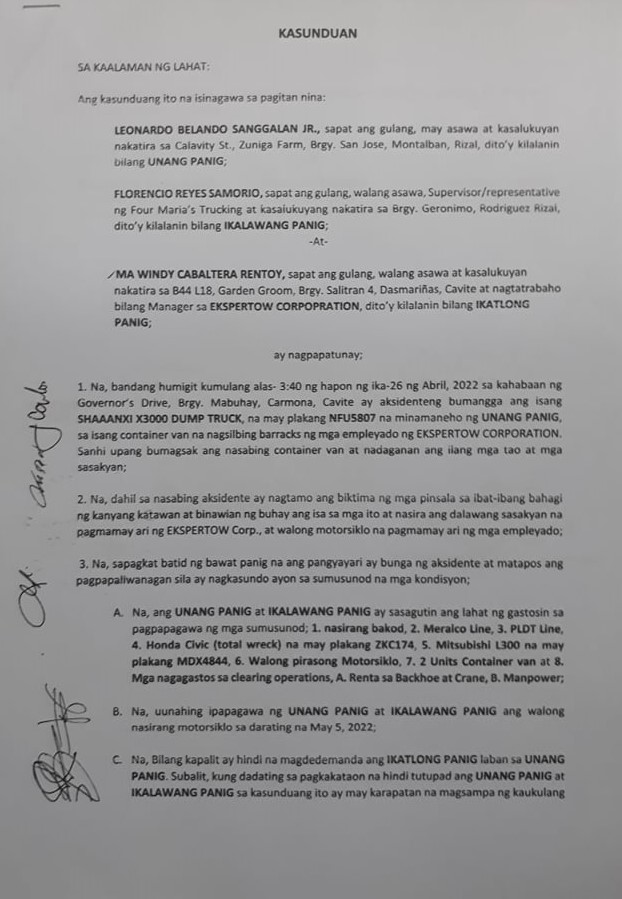 KASUNDUAN
SA KAALAMAN NG LAHAT:
Ang kasunduang ito na isinagawa sa pagitan nina:
LEONARDO BELANDO SANGGALAN JR., sapat ang gulang, may asawa at kasalukuyan
nakatira sa Calavity St., Zuniga Farm, Brgy. San Jose, Montalban, Rizal, dito'y kilalanin
bilang UNANG PANIG;
FLORENCIO REYES SAMORIO, sapat ang gulang, walang asawa, Supervisor/representative
ng Four Maria's Trucking at kasalukuyang nakatira sa Brgy. Geronimo, Rodriguez Rizal,
dito'y kilalanin bilang IKALAWANG PANIG;
-At-
MA WINDY CABALTERA RENTOY, sapat ang gulang, walang asawa at kasalukuyan
nakatira sa B44 L18, Garden Groom, Brgy. Salitran 4, Dasmariñas, Cavite at nagtatrabaho
bilang Manager sa EKSPERTOW CORPOPRATION, dito'y kilalanin bilang IKATLONG
PANIG;
ay nagpapatunay;
1. Na, bandang humigit kumulang alas- 3:40 ng hapon ng ika-26 ng Abril, 2022 sa kahabaan ng
Governor's Drive, Brgy. Mabuhay, Carmona, Cavite ay aksidenteng bumangga ang isang
SHAAANXI X3000 DUMP TRUCK, na may plakang NFU5807 na minamaneho ng UNANG PANIG,
sa isang container van na nagsilbing barracks ng mga empleyado ng EKSPERTOW CORPORATION.
Sanhi upang bumagsak ang nasabing container van at nadaganan ang ilang mga tao at mga
sasakyan;
2. Na, dahil sa nasabing aksidente ay nagtamo ang biktima ng mga pinsala sa ibat-ibang bahagi
ng kanyang katawan at binawian ng buhay ang isa sa mga ito at nasira ang dalawang sasakyan na
pagmamay ari ng EKSPERTOW Corp., at walong motorsiklo na pagmamay ari ng mga empleyado;
3. Na, sapagkat batid ng bawat panig na ang pangyayari ay bunga ng aksidente at matapos ang
pagpapaliwanagan sila ay nagkasundo ayon sa sumusunod na mga kondisyon;
A. Na, ang UNANG PANIG at IKALAWANG PANIG ay sasagutin ang lahat ng gastosin sa
pagpapagawa ng mga sumusunod; 1. nasirang bakod, 2. Meralco Line, 3. PLDT Line,
4. Honda Civic (total wreck) na may plakang ZKC174, 5. Mitsubishi L300 na may
plakang MDX4844, 6. Walong pirasong Motorsiklo, 7. 2 Units Container van at 8.
Mga nagagastos sa clearing operations, A. Renta sa Backhoe at Crane, B. Manpower;
B. Na, uunahing ipapagawa ng UNANG PANIG at IKALAWANG PANIG ang walong
nasirang motorsiklo sa darating na May 5, 2022;
C. Na, Bilang kapalit ay hindi na magdedemanda ang IKATLONG PANIG laban sa UNANG
PANIG. Subalit, kung dadating sa pagkakataon na hindi tutupad ang UNANG PANIG at
IKALAWANG PANIG sa kasunduang ito ay may karapatan na magsampa ng kaukulang